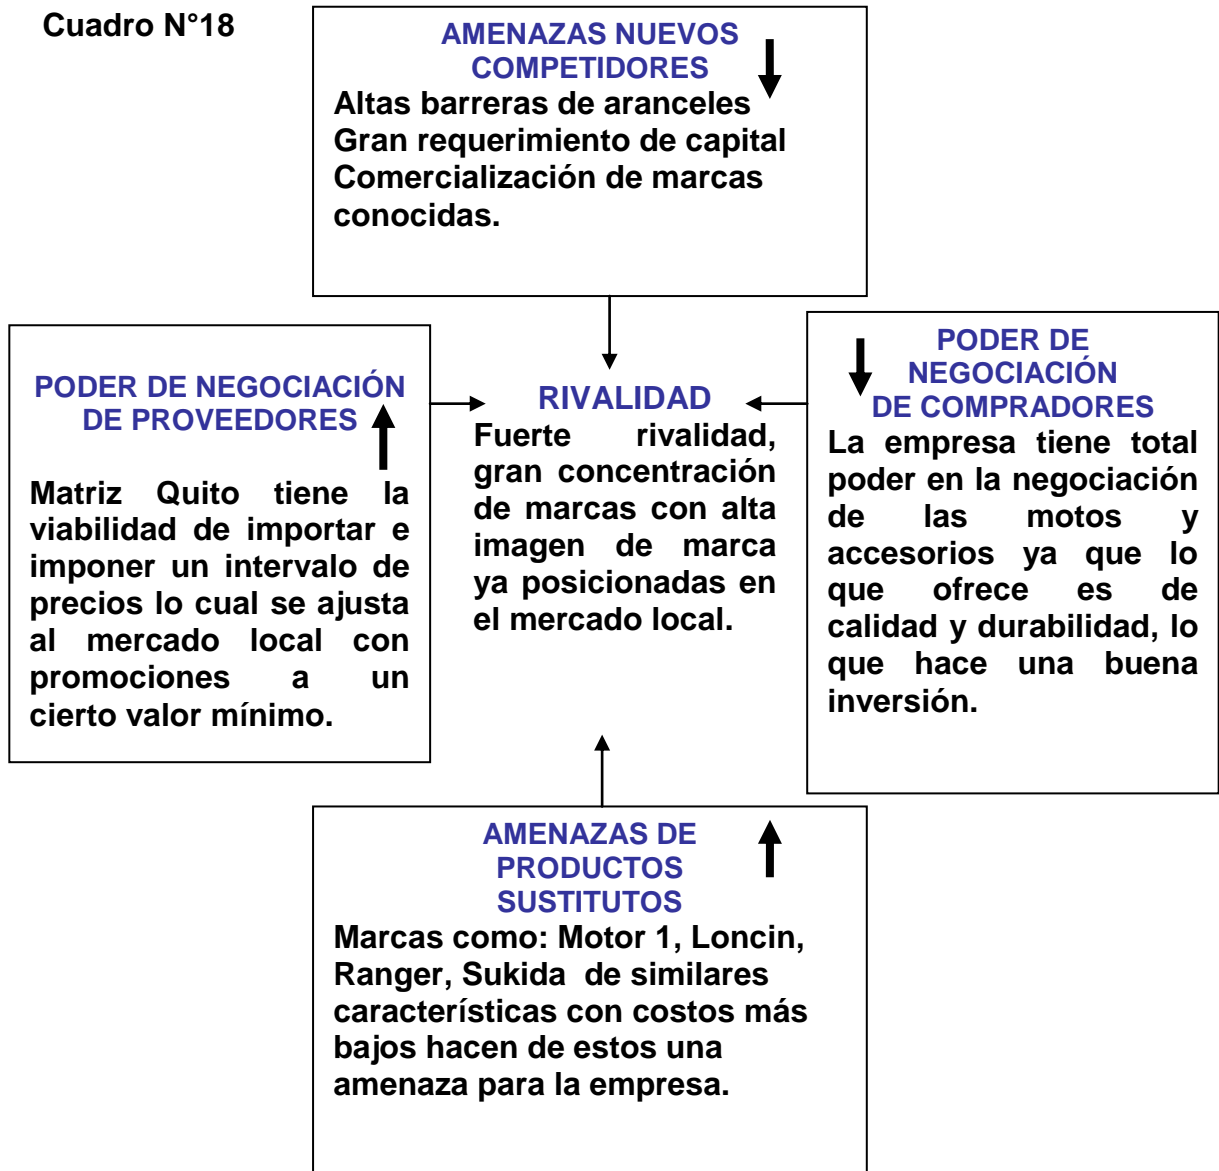 Cuadro N°18
AMENAZAS NUEVOS
COMPETIDORES
Altas barreras de aranceles
Gran requerimiento de capital
Comercialización de marcas
conocidas.
PODER DE NEGOCIACIÓN
DE PROVEEDORES
Matriz Quito tiene la
viabilidad de importar e
imponer un intervalo de
precios lo cual se ajusta
al mercado local con
promociones a un
cierto valor mínimo.
RIVALIDAD
Fuerte rivalidad,
gran concentración
de marcas con alta
imagen de marca
ya posicionadas en
el mercado local.
PODER DE
NEGOCIACIÓN
DE COMPRADORES
La empresa tiene total
poder en la negociación
de las motos y
accesorios ya que lo
que ofrece es de
calidad y durabilidad, lo
que hace una buena
inversión.
AMENAZAS DE
PRODUCTOS
SUSTITUTOS
Marcas como: Motor 1, Loncin,
Ranger, Sukida de similares
características con costos más
bajos hacen de estos una
amenaza para la empresa.